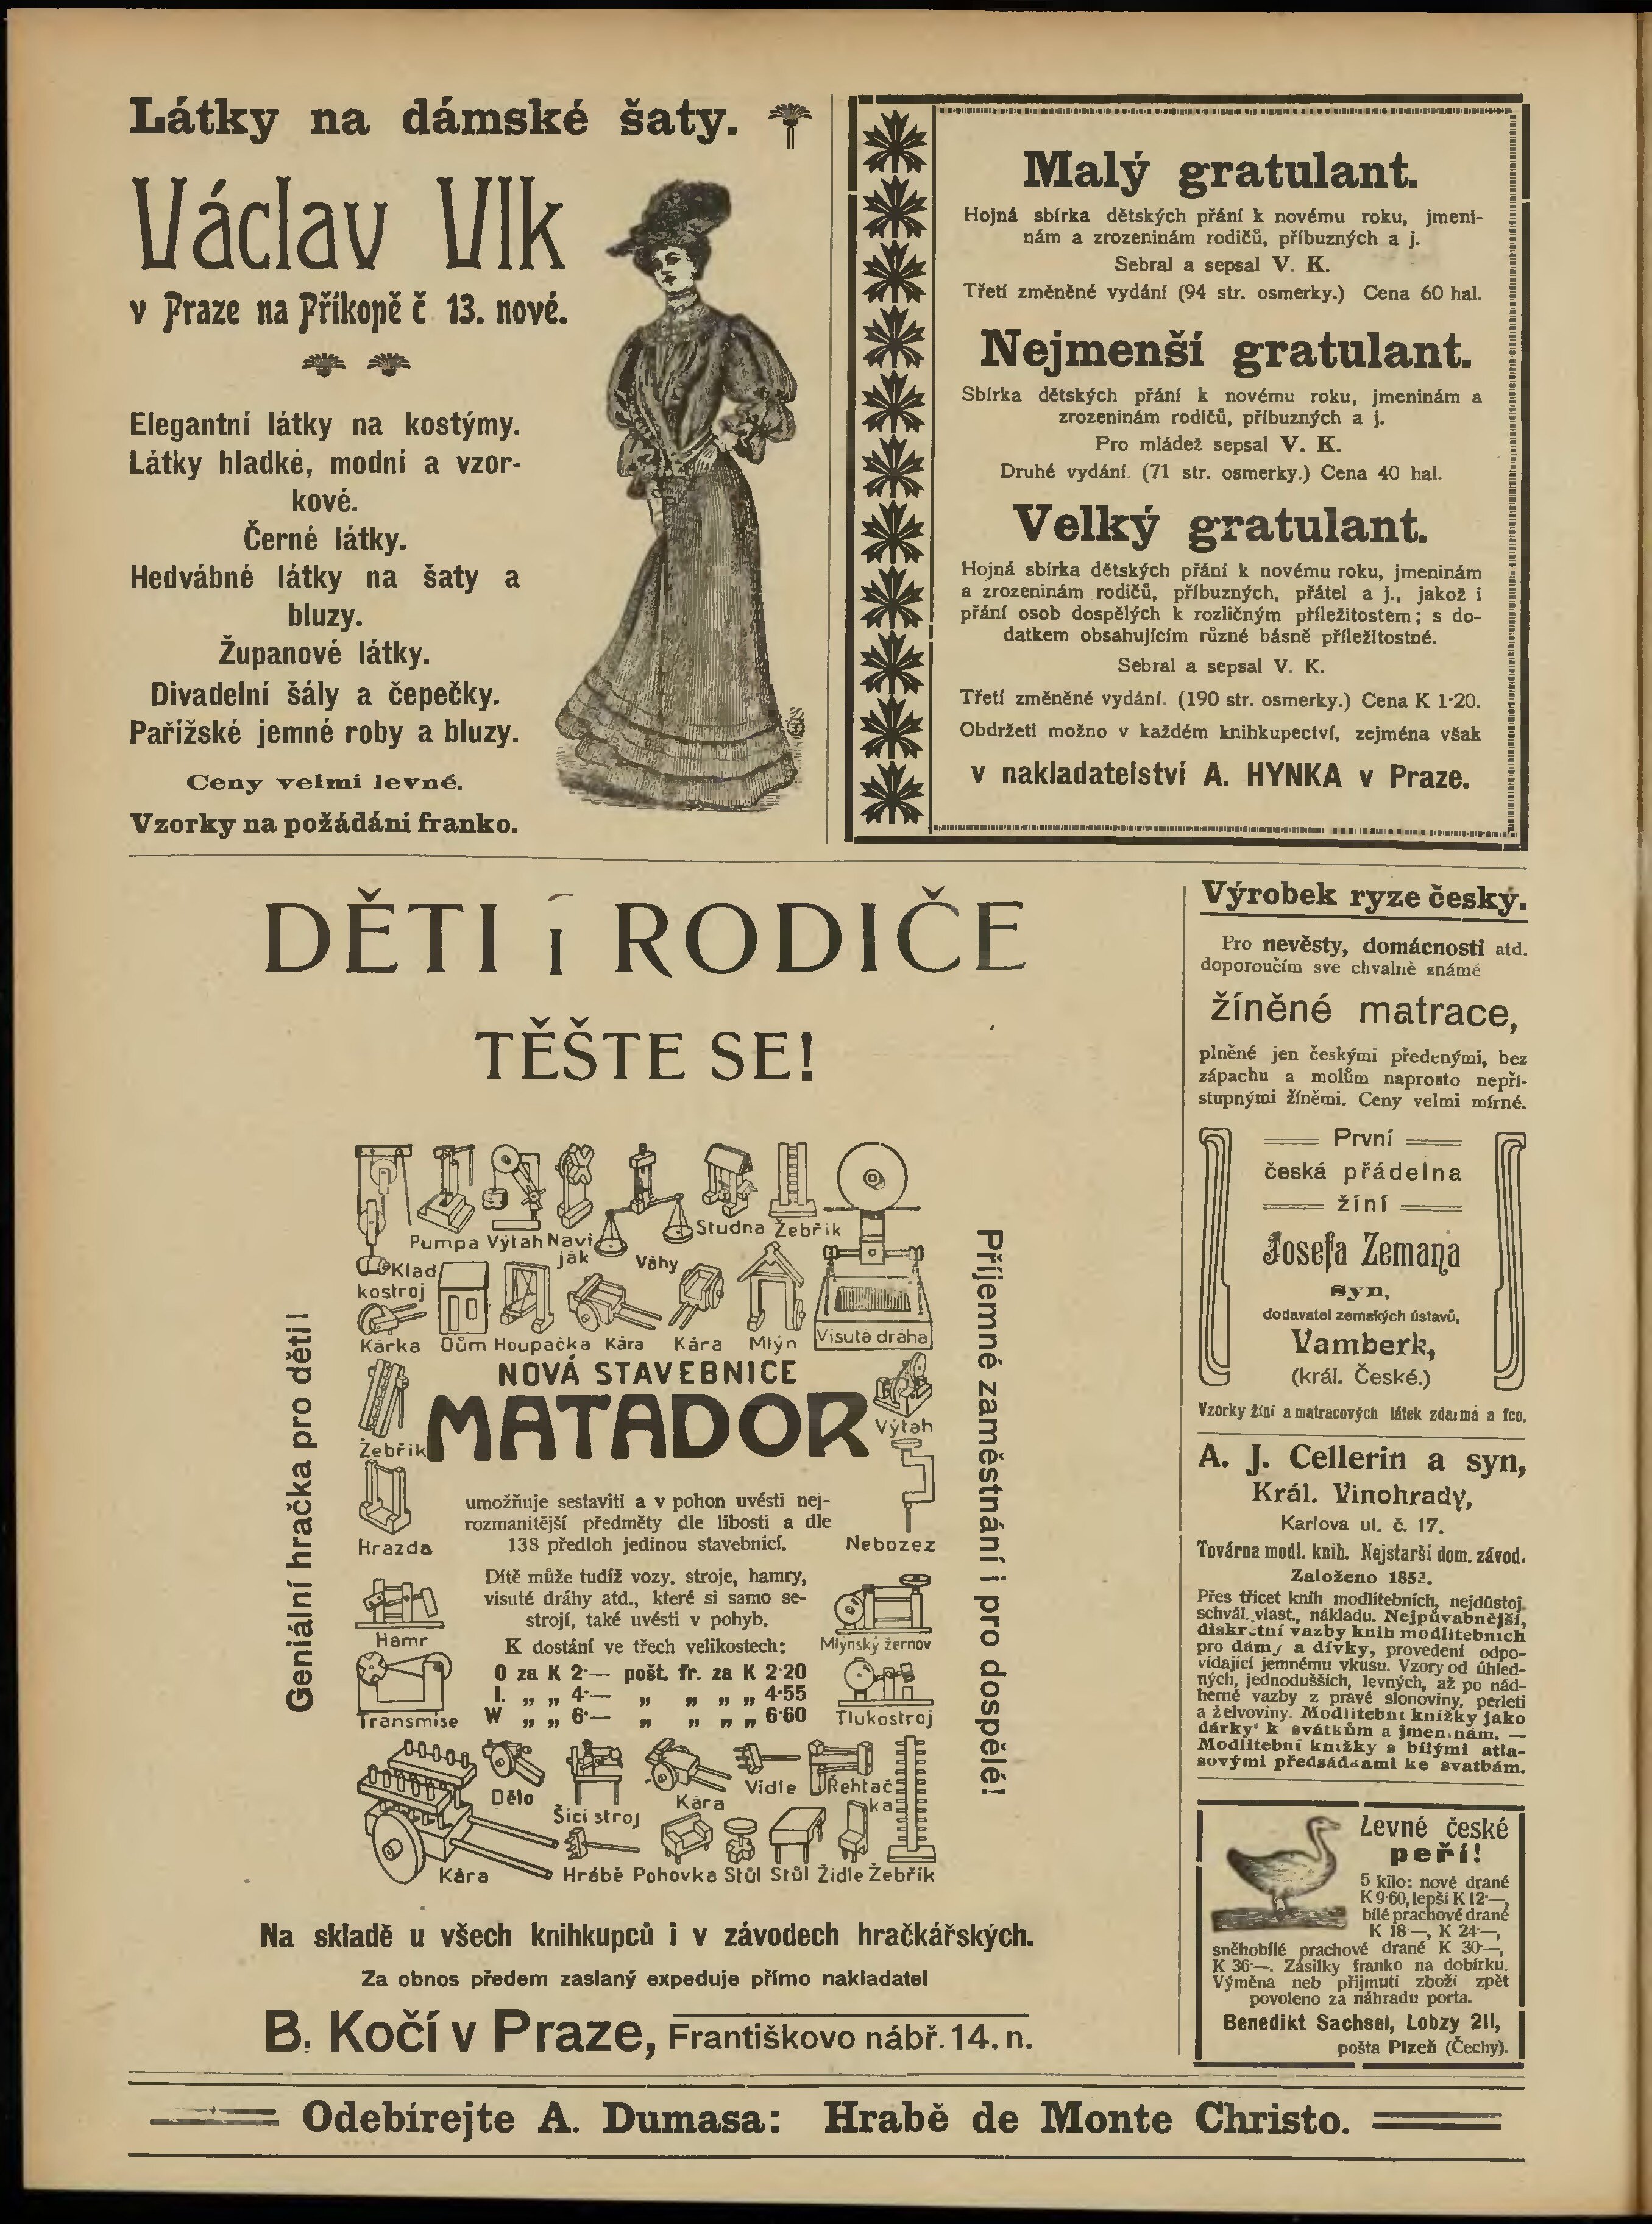 Látky na dámské šaty.
Václav Vlk
v Praze na Příkopě č 13. nové.
Elegantní látky na kostýmy.
Látky hladké, modní a vzor-
kové.
Černé látky.
Hedvábné látky na šaty a
bluzy.
Županové látky.
Divadelní šály a čepečky.
Pařížské jemné roby a bluzy.
Ceny velmi levné.
Vzorky na požádání franko.
Malý gratulant.
Hojná sbírka dětských přání k novému roku, jmeni-
nám a zrozeninám rodičů, příbuzných a j.
Sebral a sepsal V. K.
Třetí změněné vydání (94 str. osmerky.) Cena 60 hal.
Nejmenší gratulant.
Sbírka dětských přání k novému roku, jmeninám a
zrozeninám rodičů, příbuzných a j.
Pro mládež sepsal V. K.
Druhé vydání. (71 str. osmerky.) Cena 40 hal.
Velký gratulant.
Hojná sbírka dětských přání k novému roku, jmeninám
a zrozeninám rodičů, příbuzných, přátel a j., jakož i
přání osob dospělých k rozličným příležitostem; s do-
datkem obsahujícím různé básně příležitostné.
Sebral a sepsal V. K.
Třetí změněné vydání. (190 str. osmerky.) Cena K 1·20.
Obdržeti možno v každém knihkupectví, zejména však
v nakladatelství A. HYNKA v Praze.
DĚTI i RODIČE
TĚŠTE SE!
Geniální hračka pro děti!
Pumpa Výtah Navi
ják
Váhy
Studna Žebřík
Klad
kostroj
Kárka Dům Houpačka Kára Kára Mlýn Visutá dráha
NOVÁ STAVEBNICE
MATADOR
Žebřík
Výtah
Hrazda
Nebozez
umožňuje sestaviti a v pohon uvésti nej-
rozmanitější předměty dle libosti a dle
138 předloh jedinou stavebnicí.
Dítě může tudíž vozy, stroje, hamry,
visuté dráhy atd., které si samo se-
strojí, také uvésti v pohyb.
Hamr
Mlýnský žernov
K dostání ve třech velikostech:
O za K 2·— pošt. fr. za K 2·20
I. „ „ 4·— „ „ „ „ 4·55
W „ „ 6·— „ „ „ „ 6·60
Transmise
Tlukostroj
Dělo
Šicí stroj
Kára
Vidle
Řehtač
ka
Kára
Hrábě Pohovka Stůl Stůl Židle Žebřík
Příjemné zaměstnání i pro dospělé!
Na skladě u všech knihkupců i v závodech hračkářských.
Za obnos předem zaslaný expeduje přímo nakladatel
B. Kočí v Praze, Františkovo nábř. 14. n.
Výrobek ryze český.
Pro nevěsty, domácnosti atd.
doporoučím sve chvalně známé
žíněné matrace,
plněné jen českými předenými, bez
zápachu a molům naprosto nepří-
stupnými žíněmi. Ceny velmi mírné.
První
česká přádelna
žíní
Josefa Zemana
syn,
dodavatel zemských ústavů,
Vamberk,
(král. České.)
Vzorky žíní a matracových látek zdarma a fco.
A. J. Cellerin a syn,
Král. Vinohrady,
Karlova ul. č. 17.
Továrna modl. knih. Nejstarší dom. závod.
Založeno 1853.
Přes třicet knih modlitebních, nejdůstoj.
schvál. vlast., nákladu. Nejpůvabnější,
diskrétní vazby knih modlitebních
pro dámy a dívky, provedení odpo-
vídající jemnému vkusu. Vzory od úhled-
ných, jednodušších, levných, až po nád-
herné vazby z pravé slonoviny, perleti
a želvoviny. Modlitební knížky jako
dárky k svátkům a jmeninám. —
Modlitební knížky s bílými atla-
sovými předsádkami ke svatbám.
Levné české
peří!
5 kilo: nové drané
K 9·60, lepší K 12·—,
bílé prachové drané
K 18·—, K 24·—,
sněhobílé prachové drané K 30·—,
K 36·—. Zásilky franko na dobírku.
Výměna neb přijmutí zboží zpět
povoleno za náhradu porta.
Benedikt Sachsel, Lobzy 211,
pošta Plzeň (Čechy).
Odebírejte A. Dumasa: Hrabě de Monte Christo.